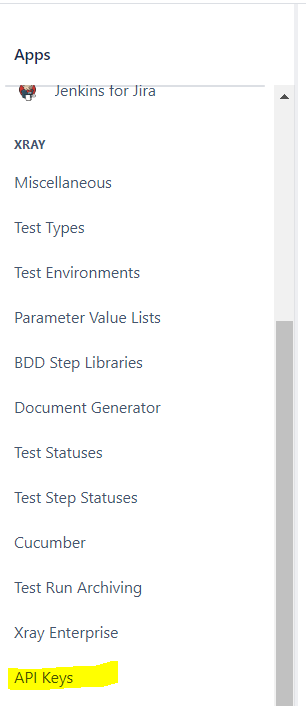 Apps
Jenkins for Jira
XRAY
Miscellaneous
Test Types
Test Environments
Parameter Value Lists
BDD Step Libraries
Document Generator
Test Statuses
Test Step Statuses
Cucumber
Test Run Archiving
Xray Enterprise
API Keys